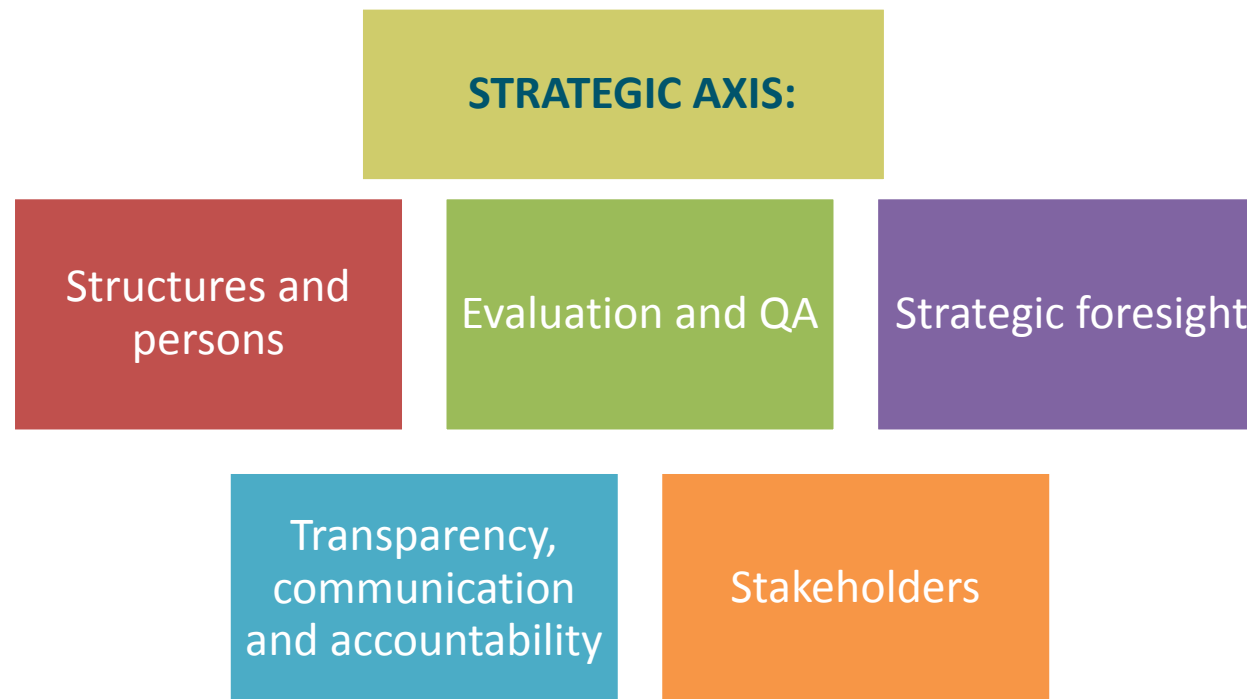 STRATEGIC AXIS:
Structures and
persons
Evaluation and QA
Strategic foresight
Transparency,
communication
and accountability
Stakeholders